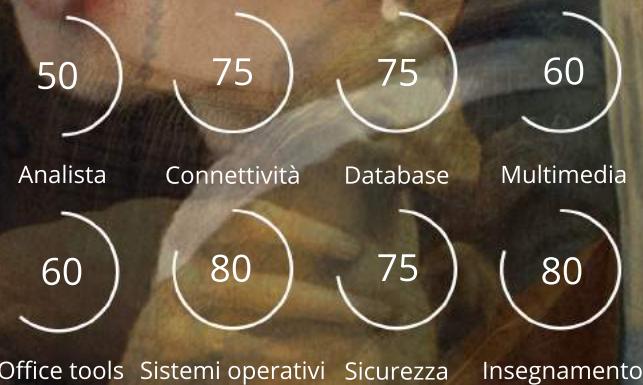 50 75 75 60
Analista Connettività Database Multimedia
60 80 75 80
Office tools Sistemi operativi Sicurezza Insegnamento